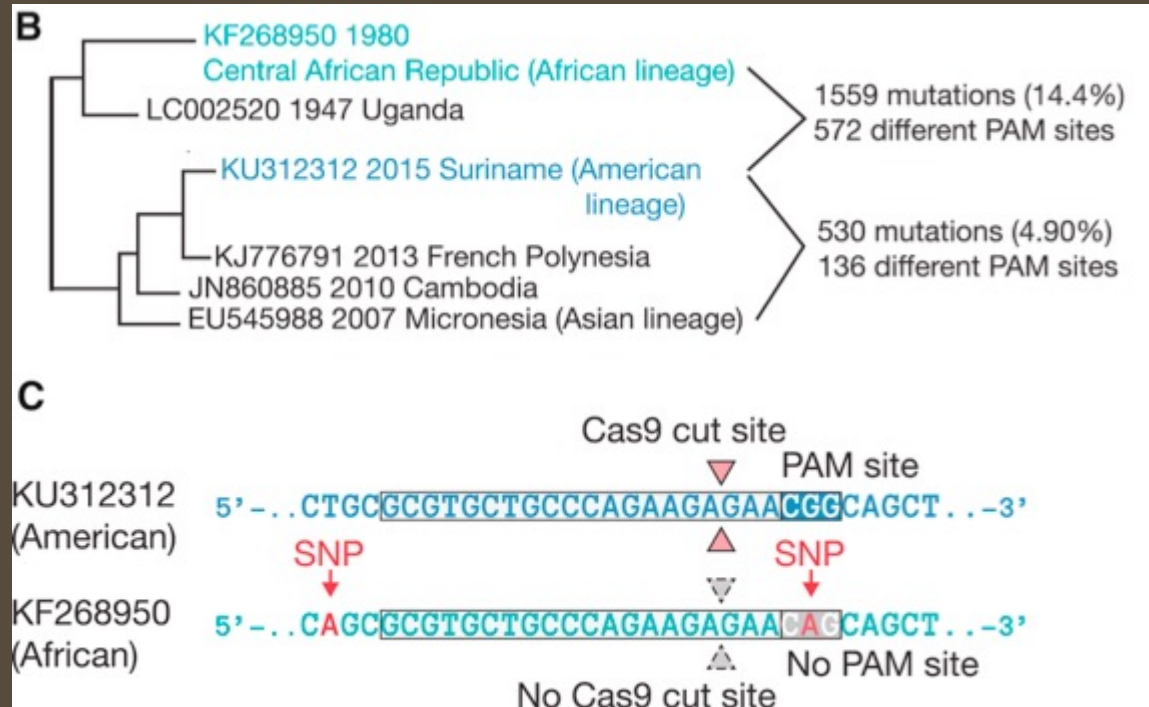 B
KF268950 1980
Central African Republic (African lineage)
LC002520 1947 Uganda
1559 mutations (14.4%)
572 different PAM sites
KU312312 2015 Suriname (American
lineage)
KJ776791 2013 French Polynesia
JN860885 2010 Cambodia
EU545988 2007 Micronesia (Asian lineage)
530 mutations (4.90%)
136 different PAM sites
C
Cas9 cut site
PAM site
KU312312
(American)
5'-..CTGCGCGTGCTGCCCAGAAGAGAACGGCAGCT..-3'
SNP
SNP
KF268950
(African)
5'-..CAGCGCGTGCTGCCCAGAAGAGAACAGCAGCT..-3'
No PAM site
No Cas9 cut site